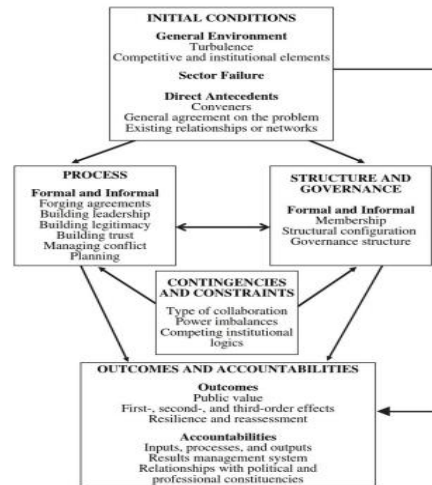 INITIAL CONDITIONS
General Environment
Turbulence
Competitive and institutional elements
Sector Failure
Direct Antecedents
Conveners
General agreement on the problem
Existing relationships or networks
PROCESS
Formal and Informal
Forging agreements
Building leadership
Building legitimacy
Building trust
Managing conflict
Planning
STRUCTURE AND
GOVERNANCE
Formal and Informal
Membership
Structural configuration
Governance structure
CONTINGENCIES
AND CONSTRAINTS
Type of collaboration
Power imbalances
Competing institutional
logics
OUTCOMES AND ACCOUNTABILITIES
Outcomes
Public value
First-, second-, and third-order effects
Resilience and reassessment
Accountabilities
Inputs, processes, and outputs
Results management system
Relationships with political and
professional constituencies